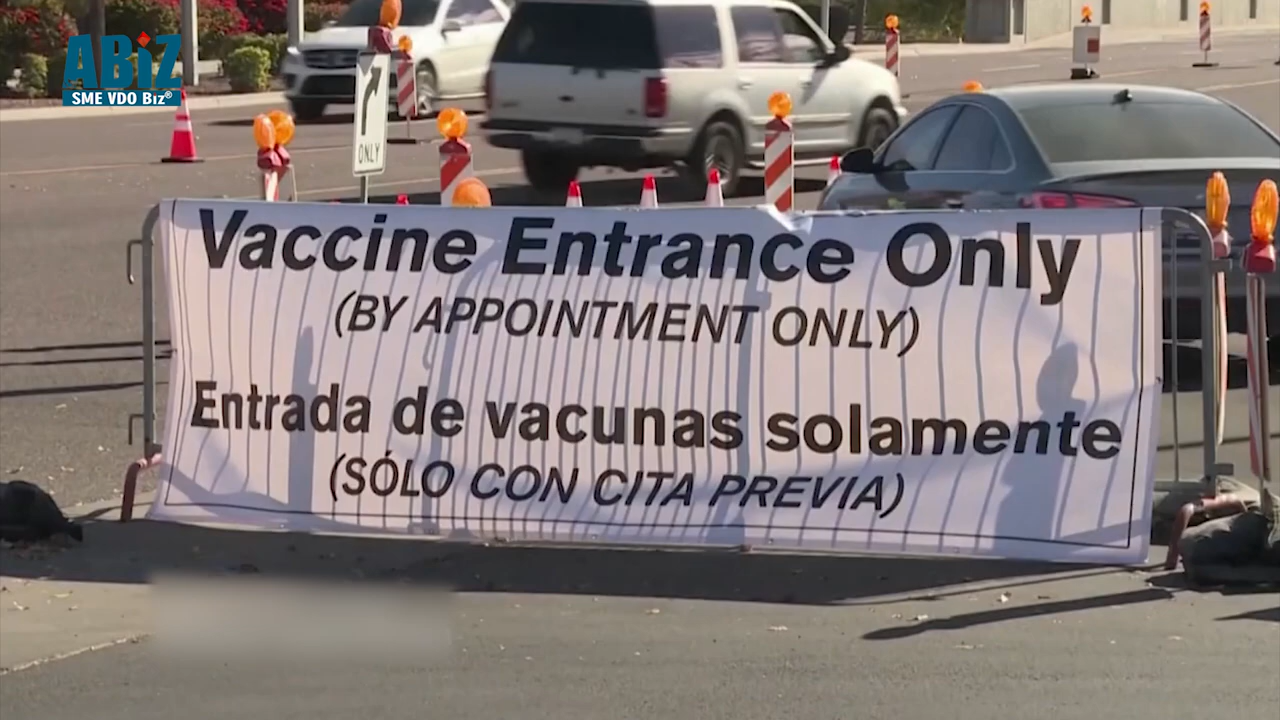 ABiZ
SME VDO Biz®
ONLY
Vaccine Entrance Only
(BY APPOINTMENT ONLY)
Entrada de vacunas solamente
(SÓLO CON CITA PREVIA)